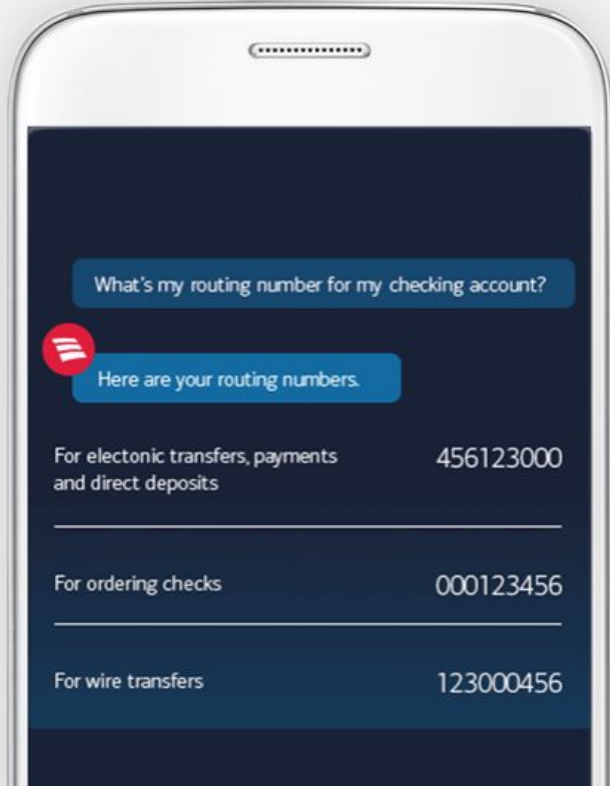 What's my routing number for my checking account?
Here are your routing numbers.
For electonic transfers, payments
and direct deposits
456123000
For ordering checks
000123456
For wire transfers
123000456